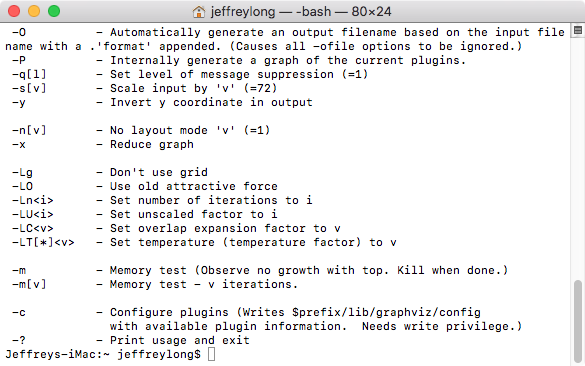 jeffreylong — -bash — 80×24
-O          - Automatically generate an output filename based on the input file
name with a .'format' appended. (Causes all -ofile options to be ignored.)
-P          - Internally generate a graph of the current plugins.
-q[l]       - Set level of message suppression (=1)
-s[v]       - Scale input by 'v' (=72)
-y          - Invert y coordinate in output
-n[v]       - No layout mode 'v' (=1)
-x          - Reduce graph
-Lg         - Don't use grid
-LO         - Use old attractive force
-Ln<i>      - Set number of iterations to i
-LU<i>      - Set unscaled factor to i
-LC<v>      - Set overlap expansion factor to v
-LT[*]<v>   - Set temperature (temperature factor) to v
-m          - Memory test (Observe no growth with top. Kill when done.)
-m[v]       - Memory test - v iterations.
-c          - Configure plugins (Writes $prefix/lib/graphviz/config
with available plugin information.  Needs write privilege.)
-?          - Print usage and exit
Jeffreys-iMac:~ jeffreylong$